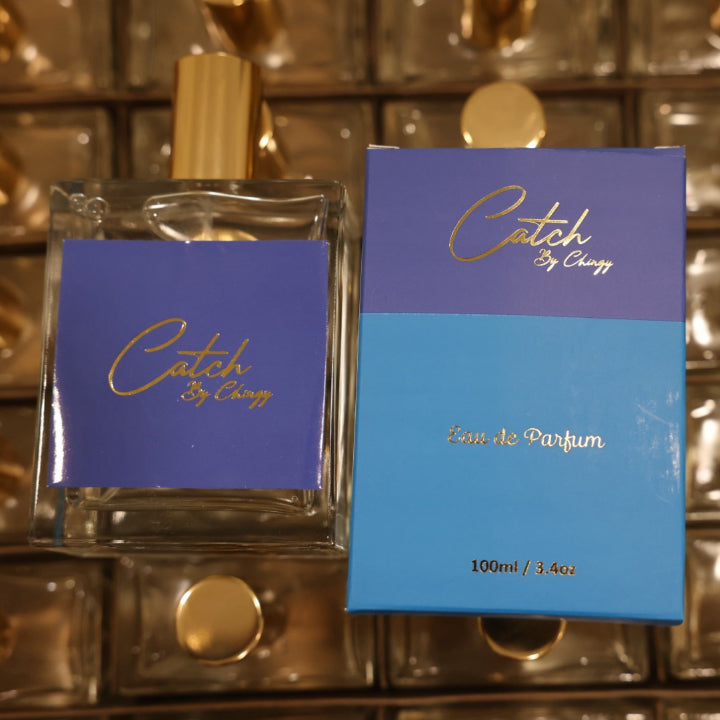 Catch
By Chingy
Catch
By Chingy
Eau de Parfum
100ml / 3.4oz